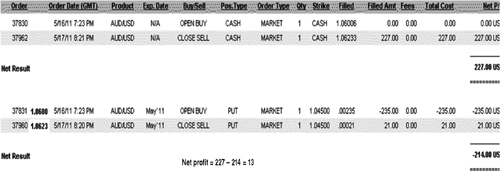 Order Order Date (GMT) Product Exp. Date Buy/Sell Pos.Type Order Type Qty Strike Filled Filled Amt Fees Total Cost Net P.
37830 5/16/11 7:23 PM AUD/USD N/A OPEN BUY CASH MARKET 1 CASH 1.06006 0.00 0.00 0.00 0.00 US
37962 5/17/11 8:21 PM AUD/USD N/A CLOSE SELL CASH MARKET 1 CASH 1.06233 227.00 0.00 227.00 227.00 US
Net Result 227.00 US
37831 1.0600 5/16/11 7:23 PM AUD/USD May'11 OPEN BUY PUT MARKET 1 1.04500 .00235 -235.00 0.00 -235.00 -235.00 US
37960 1.0623 5/17/11 8:20 PM AUD/USD May'11 CLOSE SELL PUT MARKET 1 1.04500 .00021 21.00 0.00 21.00 21.00 US
Net Result -214.00 US
Net profit = 227 – 214 = 13